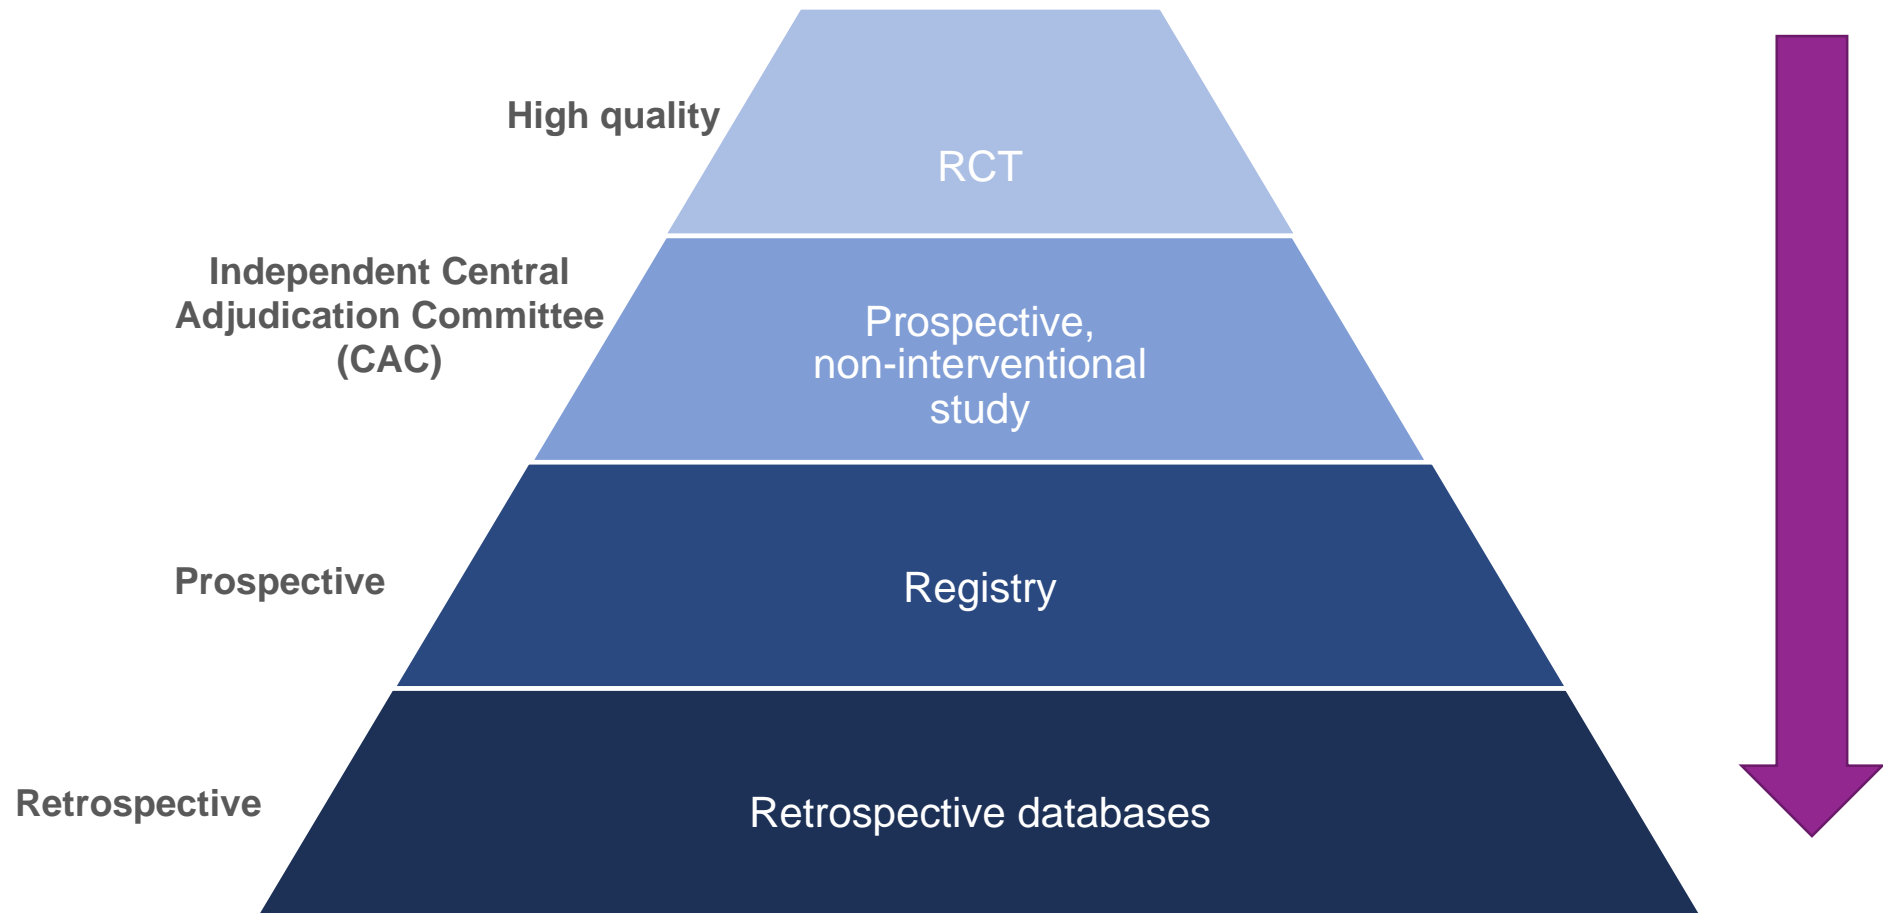 High quality
RCT
Independent Central
Adjudication Committee
(CAC)
Prospective,
non-interventional
study
Prospective
Registry
Retrospective
Retrospective databases